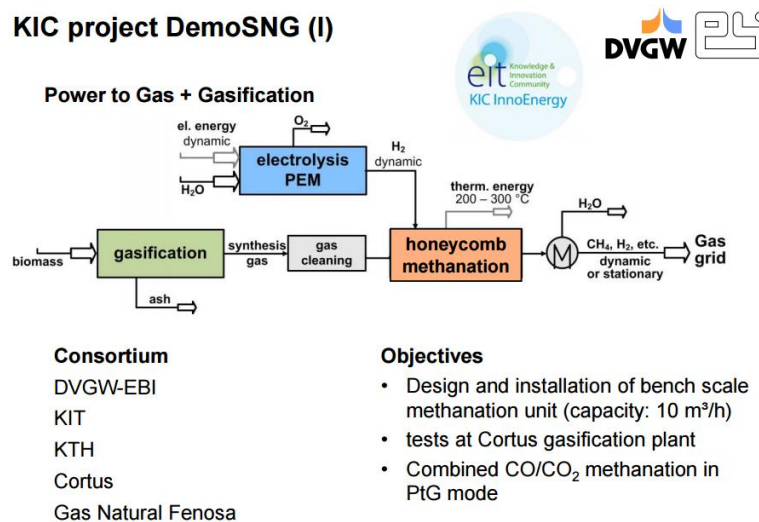 KIC project DemoSNG (I)
eit Knowledge &
Innovation
Community
KIC InnoEnergy
DVGW
Power to Gas + Gasification
el. energy
dynamic
O₂
H₂O
electrolysis
PEM
H₂
dynamic
therm. energy
200 – 300 °C
H₂O
biomass
gasification
synthesis
gas
gas
cleaning
honeycomb
methanation
M
CH₄, H₂, etc.
dynamic
or stationary
Gas
grid
ash
Consortium
DVGW-EBI
KIT
KTH
Cortus
Gas Natural Fenosa
Objectives
• Design and installation of bench scale
methanation unit (capacity: 10 m³/h)
• tests at Cortus gasification plant
• Combined CO/CO₂ methanation in
PtG mode